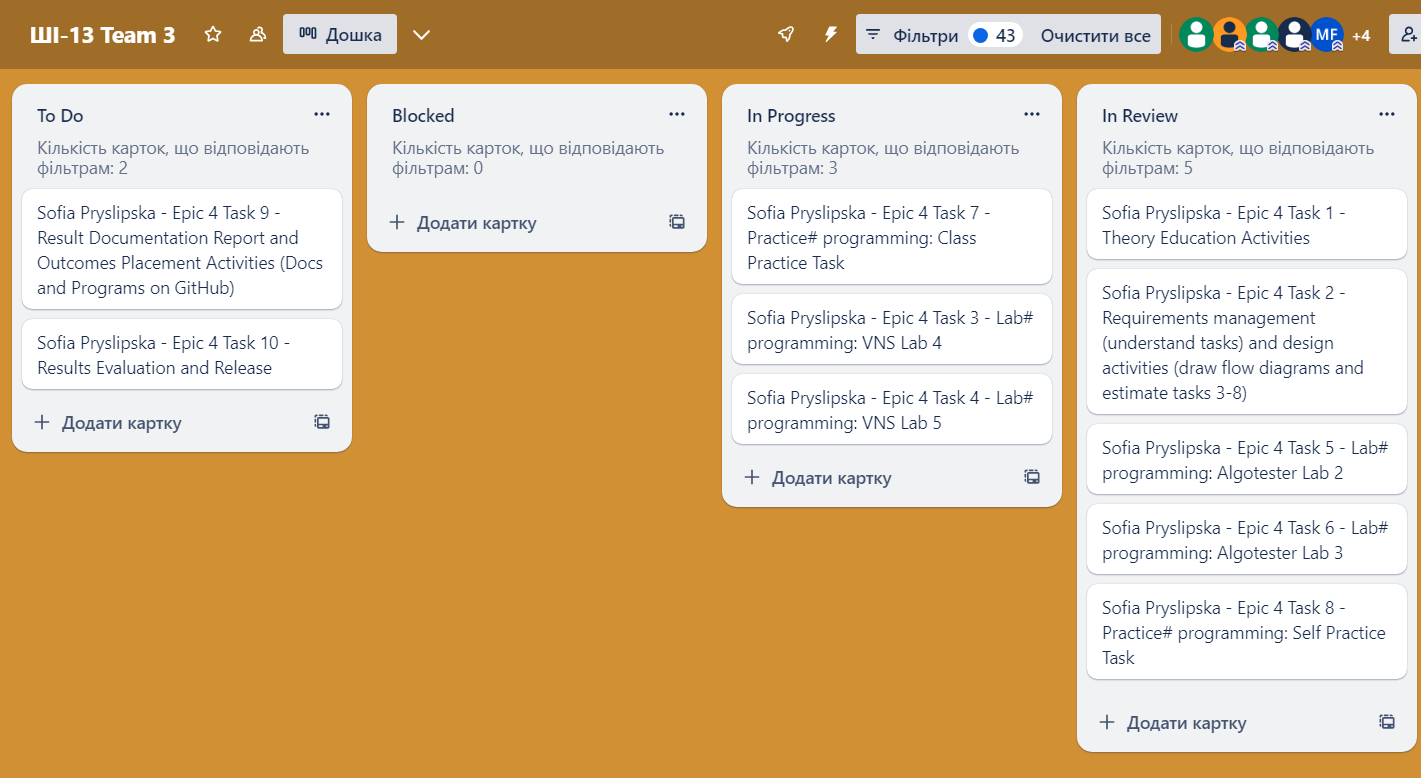 ШІ-13 Team 3
Дошка
Фільтри
43
Очистити все
MF
+4
To Do
Кількість карток, що відповідають
фільтрам: 2
Sofia Pryslipska - Epic 4 Task 9 -
Result Documentation Report and
Outcomes Placement Activities (Docs
and Programs on GitHub)
Sofia Pryslipska - Epic 4 Task 10 -
Results Evaluation and Release
Додати картку
Blocked
Кількість карток, що відповідають
фільтрам: 0
Додати картку
In Progress
Кількість карток, що відповідають
фільтрам: 3
Sofia Pryslipska - Epic 4 Task 7 -
Practice# programming: Class
Practice Task
Sofia Pryslipska - Epic 4 Task 3 - Lab#
programming: VNS Lab 4
Sofia Pryslipska - Epic 4 Task 4 - Lab#
programming: VNS Lab 5
Додати картку
In Review
Кількість карток, що відповідають
фільтрам: 5
Sofia Pryslipska - Epic 4 Task 1 -
Theory Education Activities
Sofia Pryslipska - Epic 4 Task 2 -
Requirements management
(understand tasks) and design
activities (draw flow diagrams and
estimate tasks 3-8)
Sofia Pryslipska - Epic 4 Task 5 - Lab#
programming: Algotester Lab 2
Sofia Pryslipska - Epic 4 Task 6 - Lab#
programming: Algotester Lab 3
Sofia Pryslipska - Epic 4 Task 8 -
Practice# programming: Self Practice
Task
Додати картку